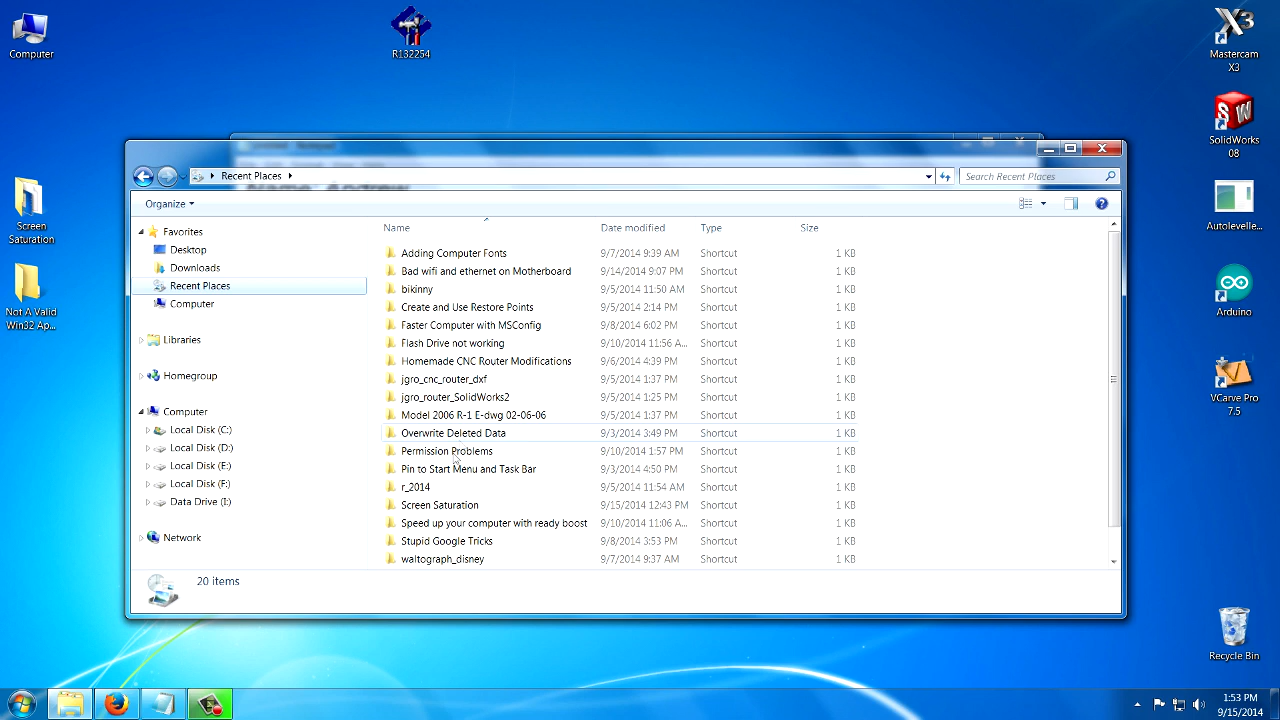 Computer
R132254
Mastercam
X3
SolidWorks
08
Autolevelle...
Arduino
VCarve Pro
7.5
Recycle Bin
Screen
Saturation
Not A Valid
Win32 Ap...
Name: Andrew
Recent Places
Search Recent Places
Organize
Favorites
Desktop
Downloads
Recent Places
Computer
Libraries
Homegroup
Computer
Local Disk (C:)
Local Disk (D:)
Local Disk (E:)
Local Disk (F:)
Data Drive (I:)
Network
Name Date modified Type Size
Adding Computer Fonts 9/7/2014 9:39 AM Shortcut 1 KB
Bad wifi and ethernet on Motherboard 9/14/2014 9:07 PM Shortcut 1 KB
bikinny 9/5/2014 11:50 AM Shortcut 1 KB
Create and Use Restore Points 9/5/2014 2:14 PM Shortcut 1 KB
Faster Computer with MSConfig 9/8/2014 6:02 PM Shortcut 1 KB
Flash Drive not working 9/10/2014 11:56 A... Shortcut 1 KB
Homemade CNC Router Modifications 9/6/2014 4:39 PM Shortcut 1 KB
jgro_cnc_router_dxf 9/5/2014 1:37 PM Shortcut 1 KB
jgro_router_SolidWorks2 9/5/2014 1:25 PM Shortcut 1 KB
Model 2006 R-1 E-dwg 02-06-06 9/5/2014 1:37 PM Shortcut 1 KB
Overwrite Deleted Data 9/3/2014 3:49 PM Shortcut 1 KB
Permission Problems 9/10/2014 1:57 PM Shortcut 1 KB
Pin to Start Menu and Task Bar 9/3/2014 4:50 PM Shortcut 1 KB
r_2014 9/5/2014 11:54 AM Shortcut 1 KB
Screen Saturation 9/15/2014 12:43 PM Shortcut 1 KB
Speed up your computer with ready boost 9/10/2014 11:06 A... Shortcut 1 KB
Stupid Google Tricks 9/8/2014 3:53 PM Shortcut 1 KB
waltograph_disney 9/7/2014 9:37 AM Shortcut 1 KB
20 items
1:53 PM
9/15/2014